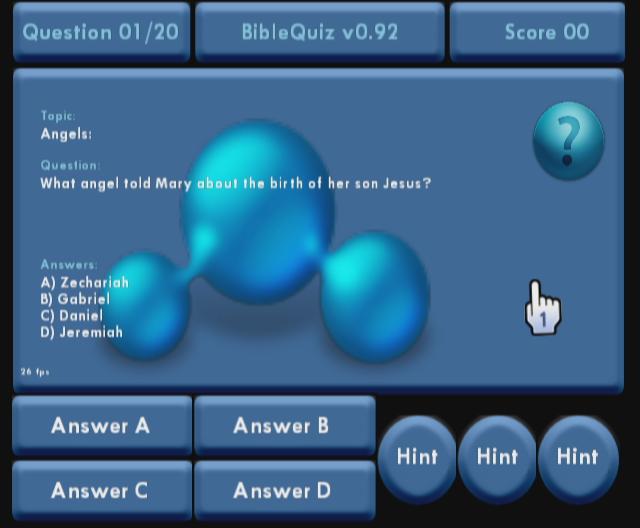 Question 01/20
BibleQuiz v0.92
Score 00
Topic:
Angels:
?
Question:
What angel told Mary about the birth of her son Jesus?
Answers:
A) Zechariah
B) Gabriel
C) Daniel
D) Jeremiah
1
26 fps
Answer A
Answer B
Hint
Hint
Hint
Answer C
Answer D